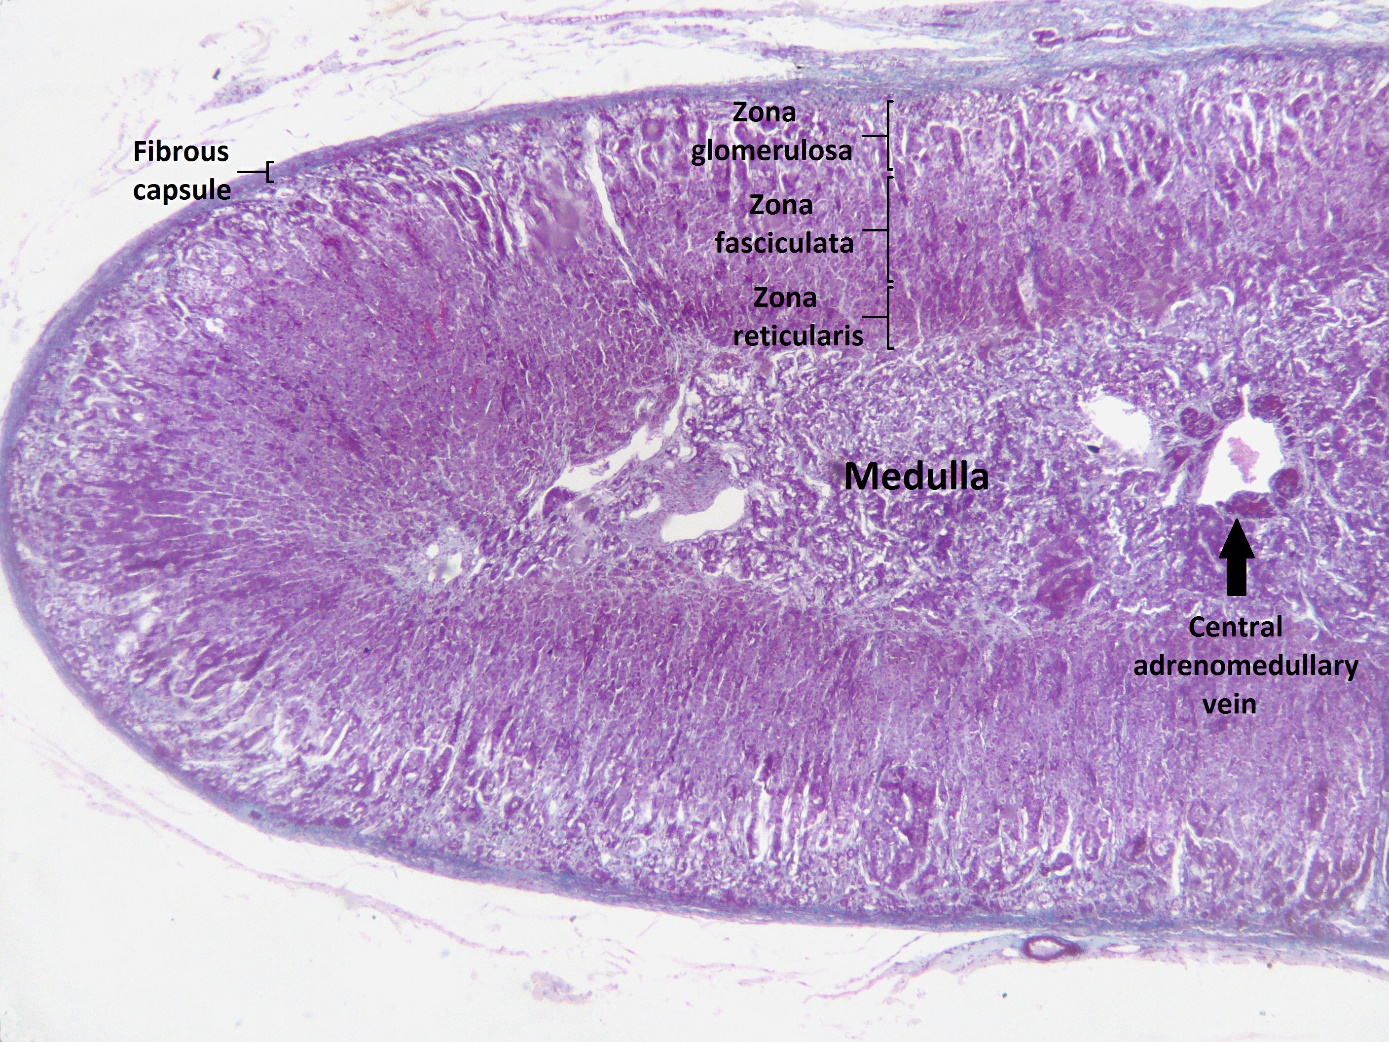 Fibrous
capsule
Zona
glomerulosa
Zona
fasciculata
Zona
reticularis
Medulla
Central
adrenomedullary
vein